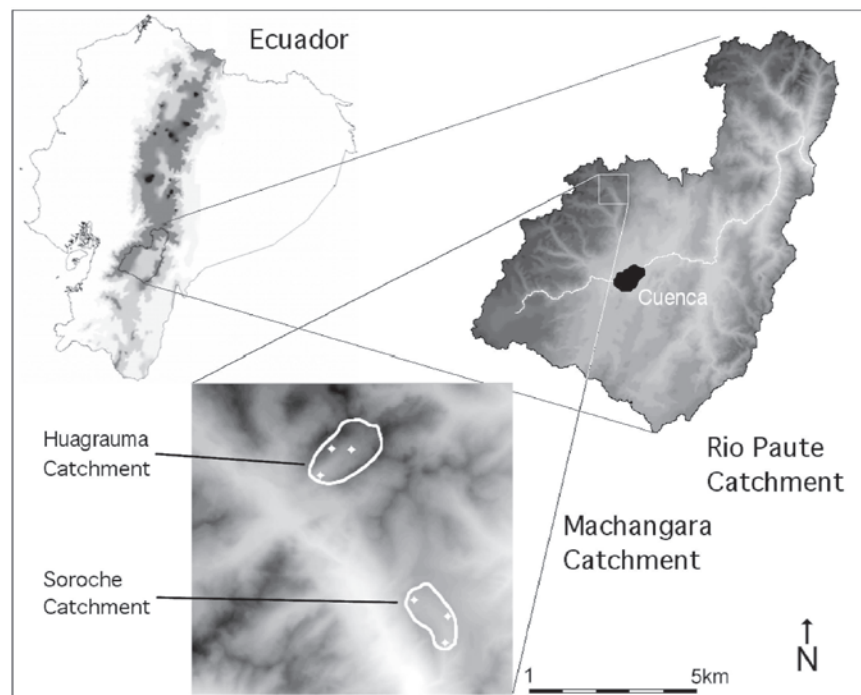 Ecuador
Cuenca
Huagrauma
Catchment
Rio Paute
Catchment
Machangara
Catchment
Soroche
Catchment
N
1
5km